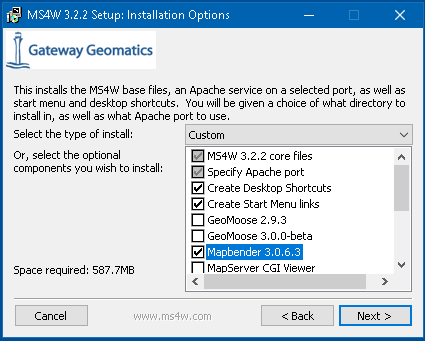 MS4W 3.2.2 Setup: Installation Options
Gateway Geomatics
This installs the MS4W base files, an Apache service on a selected port, as well as
start menu and desktop shortcuts.  You will be given a choice of what directory to
install in, as well as what Apache port to use.
Select the type of install:
Custom
Or, select the optional
components you wish to install:
MS4W 3.2.2 core files
Specify Apache port
Create Desktop Shortcuts
Create Start Menu links
GeoMoose 2.9.3
GeoMoose 3.0.0-beta
Mapbender 3.0.6.3
MapServer CGI Viewer
Space required: 587.7MB
Cancel
www.ms4w.com
< Back
Next >